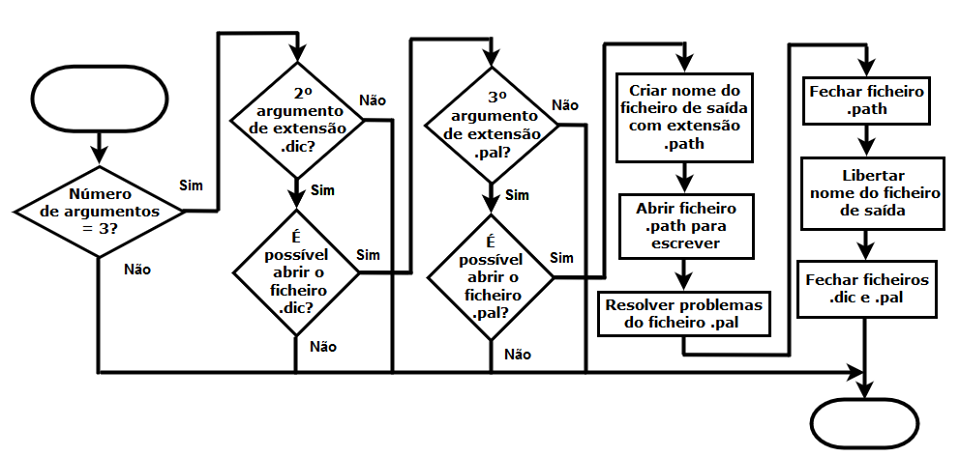 Número
de argumentos
= 3?
Sim
Não
2º
argumento
de extensão
.dic?
Não
Sim
É
possível
abrir o
ficheiro
.dic?
Sim
Não
3º
argumento
de extensão
.pal?
Não
Sim
É
possível
abrir o
ficheiro
.pal?
Sim
Não
Criar nome do
ficheiro de saída
com extensão
.path
Abrir ficheiro
.path para
escrever
Resolver problemas
do ficheiro .pal
Fechar ficheiro
.path
Libertar
nome do ficheiro
de saída
Fechar ficheiros
.dic e .pal